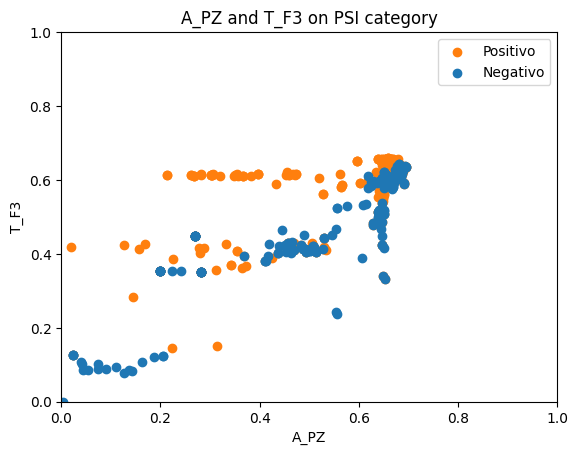 A_PZ and T_F3 on PSI category
Positivo
Negativo
1.0
0.8
0.6
0.4
0.2
0.0
T_F3
0.0 0.2 0.4 0.6 0.8 1.0
A_PZ